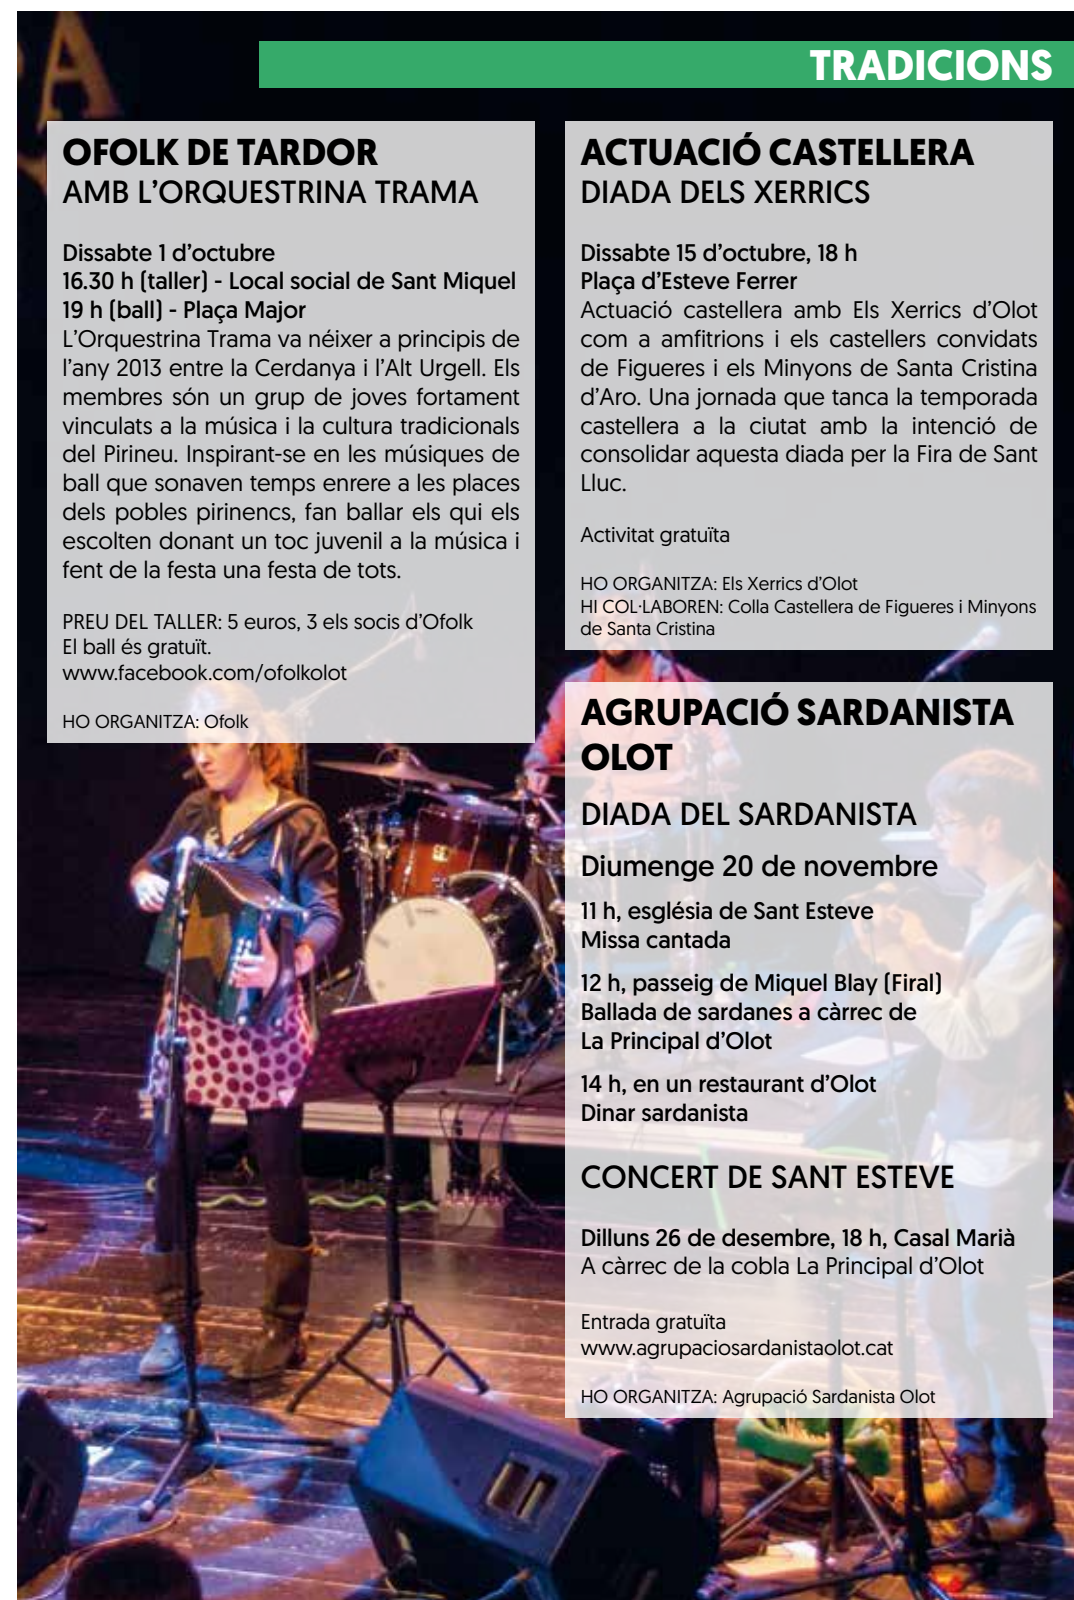 TRADICIONS
OFOLK DE TARDOR
AMB L'ORQUESTRINA TRAMA
Dissabte 1 d'octubre
16.30 h (taller) - Local social de Sant Miquel
19 h (ball) - Plaça Major
L'Orquestrina Trama va néixer a principis de
l'any 2013 entre la Cerdanya i l'Alt Urgell. Els
membres són un grup de joves fortament
vinculats a la música i la cultura tradicionals
del Pirineu. Inspirant-se en les músiques de
ball que sonaven temps enrere a les places
dels pobles pirinencs, fan ballar els qui els
escolten donant un toc juvenil a la música i
fent de la festa una festa de tots.
PREU DEL TALLER: 5 euros, 3 els socis d'Ofolk
El ball és gratuït.
www.facebook.com/ofolkolot
HO ORGANITZA: Ofolk
ACTUACIÓ CASTELLERA
DIADA DELS XERRICS
Dissabte 15 d'octubre, 18 h
Plaça d'Esteve Ferrer
Actuació castellera amb Els Xerrics d'Olot
com a amfitrions i els castellers convidats
de Figueres i els Minyons de Santa Cristina
d'Aro. Una jornada que tanca la temporada
castellera a la ciutat amb la intenció de
consolidar aquesta diada per la Fira de Sant
Lluc.
Activitat gratuïta
HO ORGANITZA: Els Xerrics d'Olot
HI COL·LABOREN: Colla Castellera de Figueres i Minyons
de Santa Cristina
AGRUPACIÓ SARDANISTA
OLOT
DIADA DEL SARDANISTA
Diumenge 20 de novembre
11 h, església de Sant Esteve
Missa cantada
12 h, passeig de Miquel Blay (Firal)
Ballada de sardanes a càrrec de
La Principal d'Olot
14 h, en un restaurant d'Olot
Dinar sardanista
CONCERT DE SANT ESTEVE
Dilluns 26 de desembre, 18 h, Casal Marià
A càrrec de la cobla La Principal d'Olot
Entrada gratuïta
www.agrupaciosardanistaolot.cat
HO ORGANITZA: Agrupació Sardanista Olot